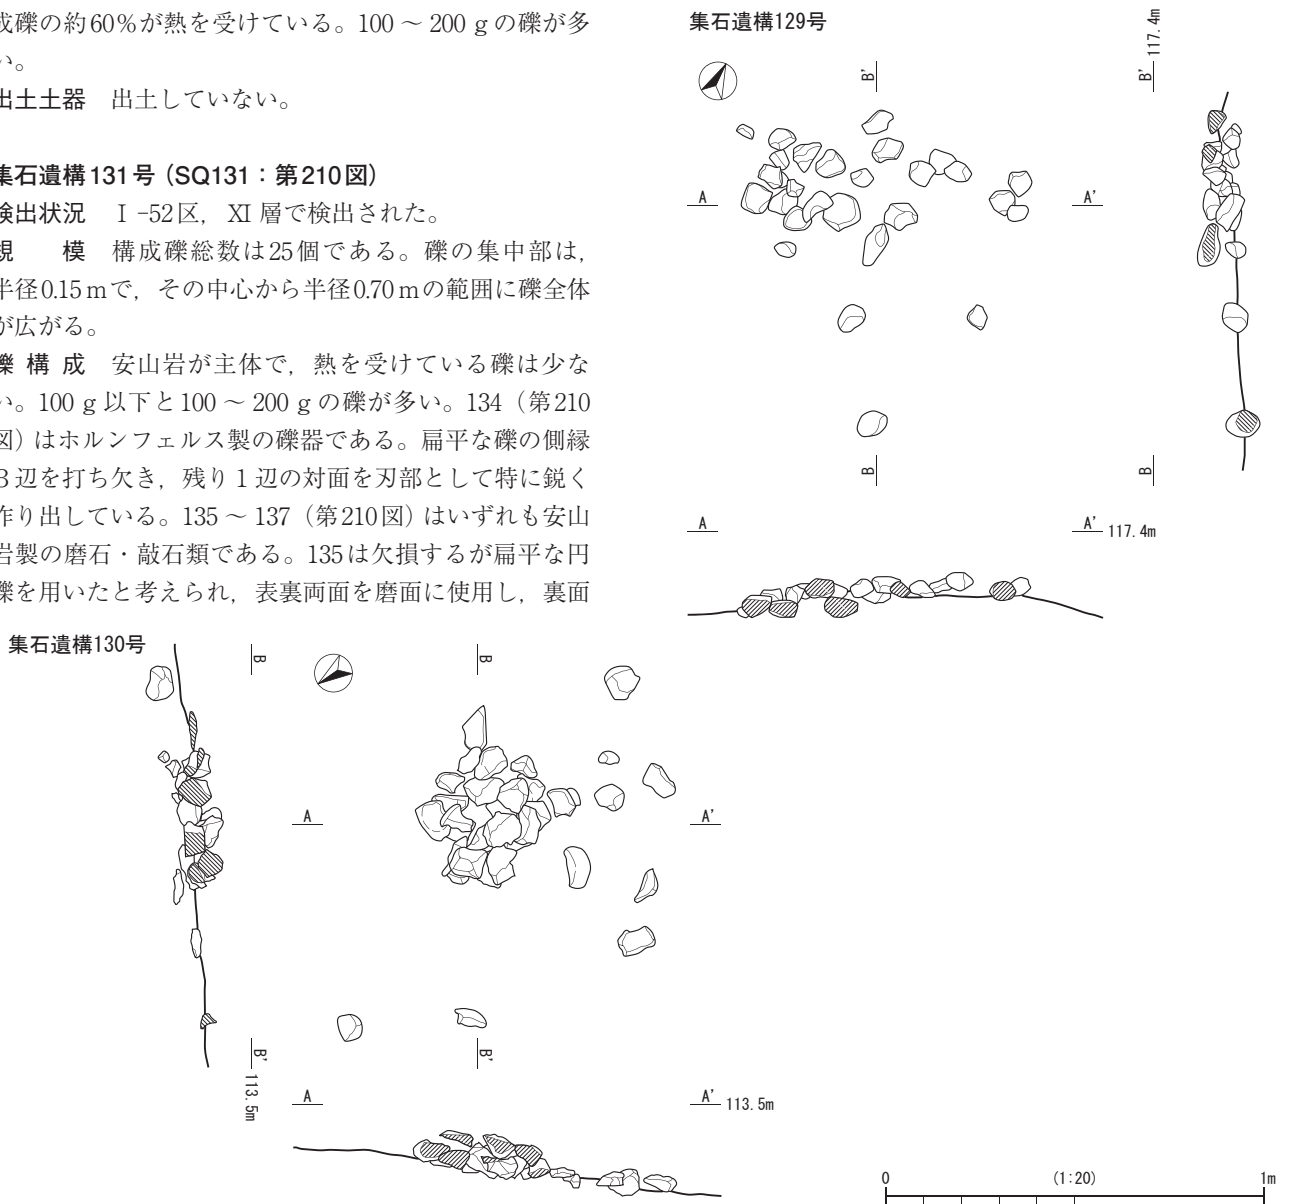 成礫の約60％が熱を受けている。100 ～ 200 g の礫が多
い。
出土土器　出土していない。
集石遺構 131 号（SQ131：第210図）
検出状況　Ⅰ -52区，Ⅺ 層で検出された。
規　模　構成礫総数は25個である。礫の集中部は，
半径0.15 mで，その中心から半径0.70 mの範囲に礫全体
が広がる。
礫 構 成　安山岩が主体で，熱を受けている礫は少な
い。100 g 以下と100 ～ 200 g の礫が多い。134（第210
図）はホルンフェルス製の礫器である。扁平な礫の側縁
3 辺を打ち欠き，残り 1 辺の対面を刃部として特に鋭く
作り出している。135 ～ 137（第210図）はいずれも安山
岩製の磨石・敲石類である。135は欠損するが扁平な円
礫を用いたと考えられ，表裏両面を磨面に使用し，裏面
集石遺構129号
B'
B' 117.4m
A
A'
B
B
A
A' 117.4m
集石遺構130号
B
B
A
A'
B' 113.5m
B'
A
A' 113.5m
0 (1:20) 1m